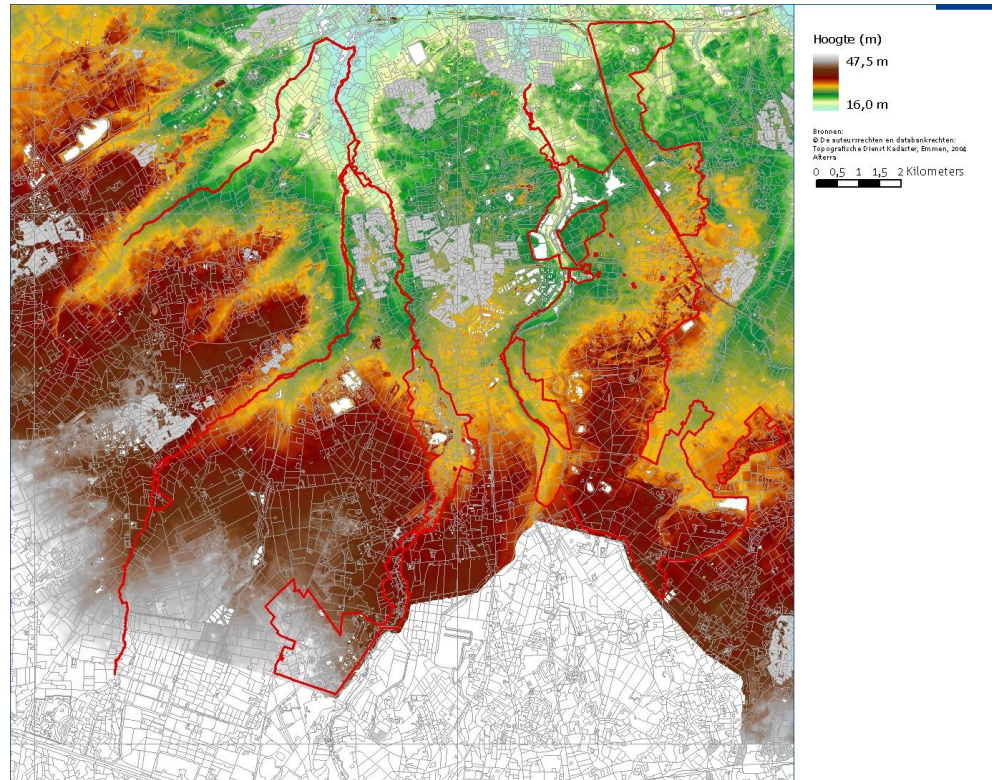 Hoogte (m)
47,5 m
16,0 m
Bronnen:
© De auteursrechten en databankrechten:
Topografische Dienst Kadaster, Emmen, 2004
Alterra
0 0,5 1 1,5 2 Kilometers